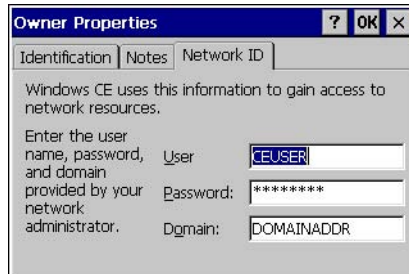 Owner Properties ? OK ×
Identification Notes Network ID
Windows CE uses this information to gain access to
network resources.
Enter the user
name, password,
and domain
provided by your
network
administrator.
User CEUSER
Password: ********
Domain: DOMAINADDR